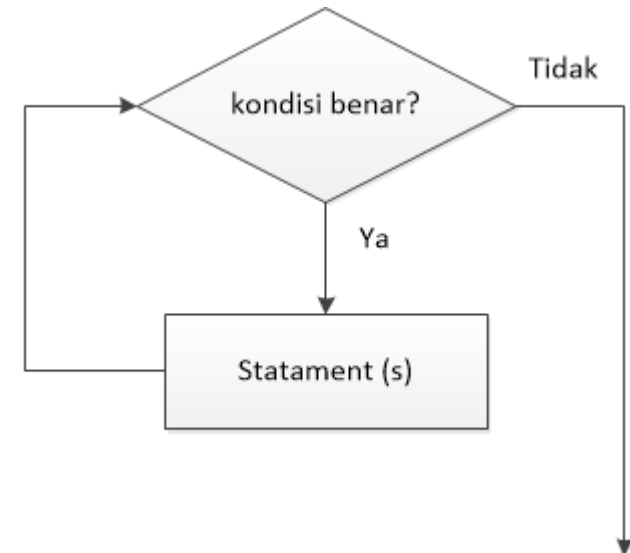 Tidak
kondisi benar?
Ya
Statament (s)